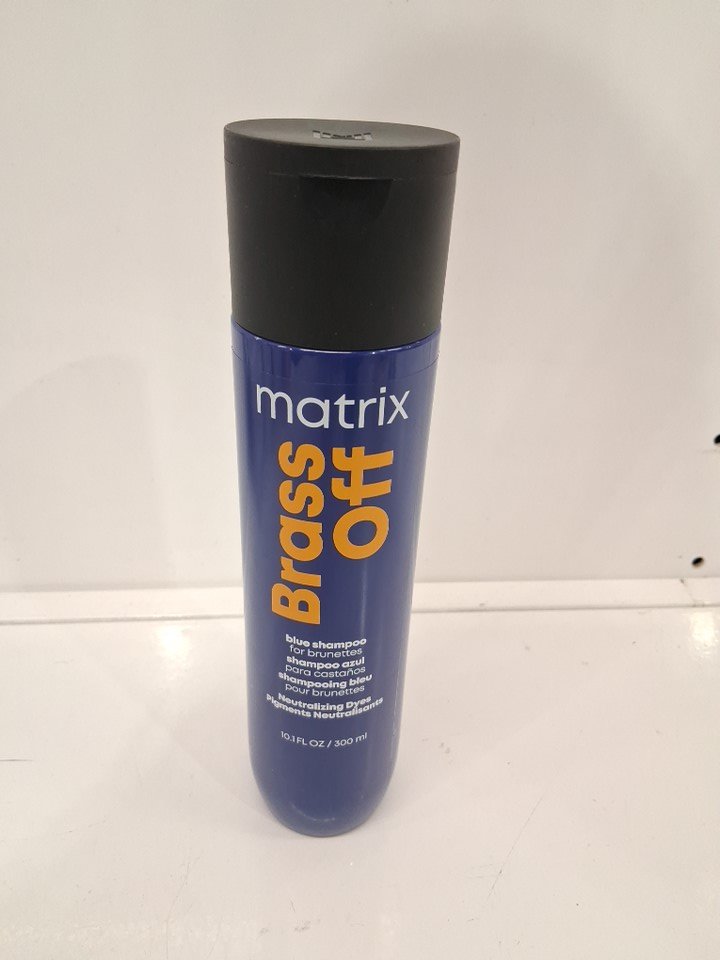 matrix
Brass
Off
blue shampoo
for brunettes
shampoo azul
para castaños
shampooing bleu
pour brunettes
Neutralizing Dyes
Pigments Neutralisants
10.1 FL OZ / 300 ml